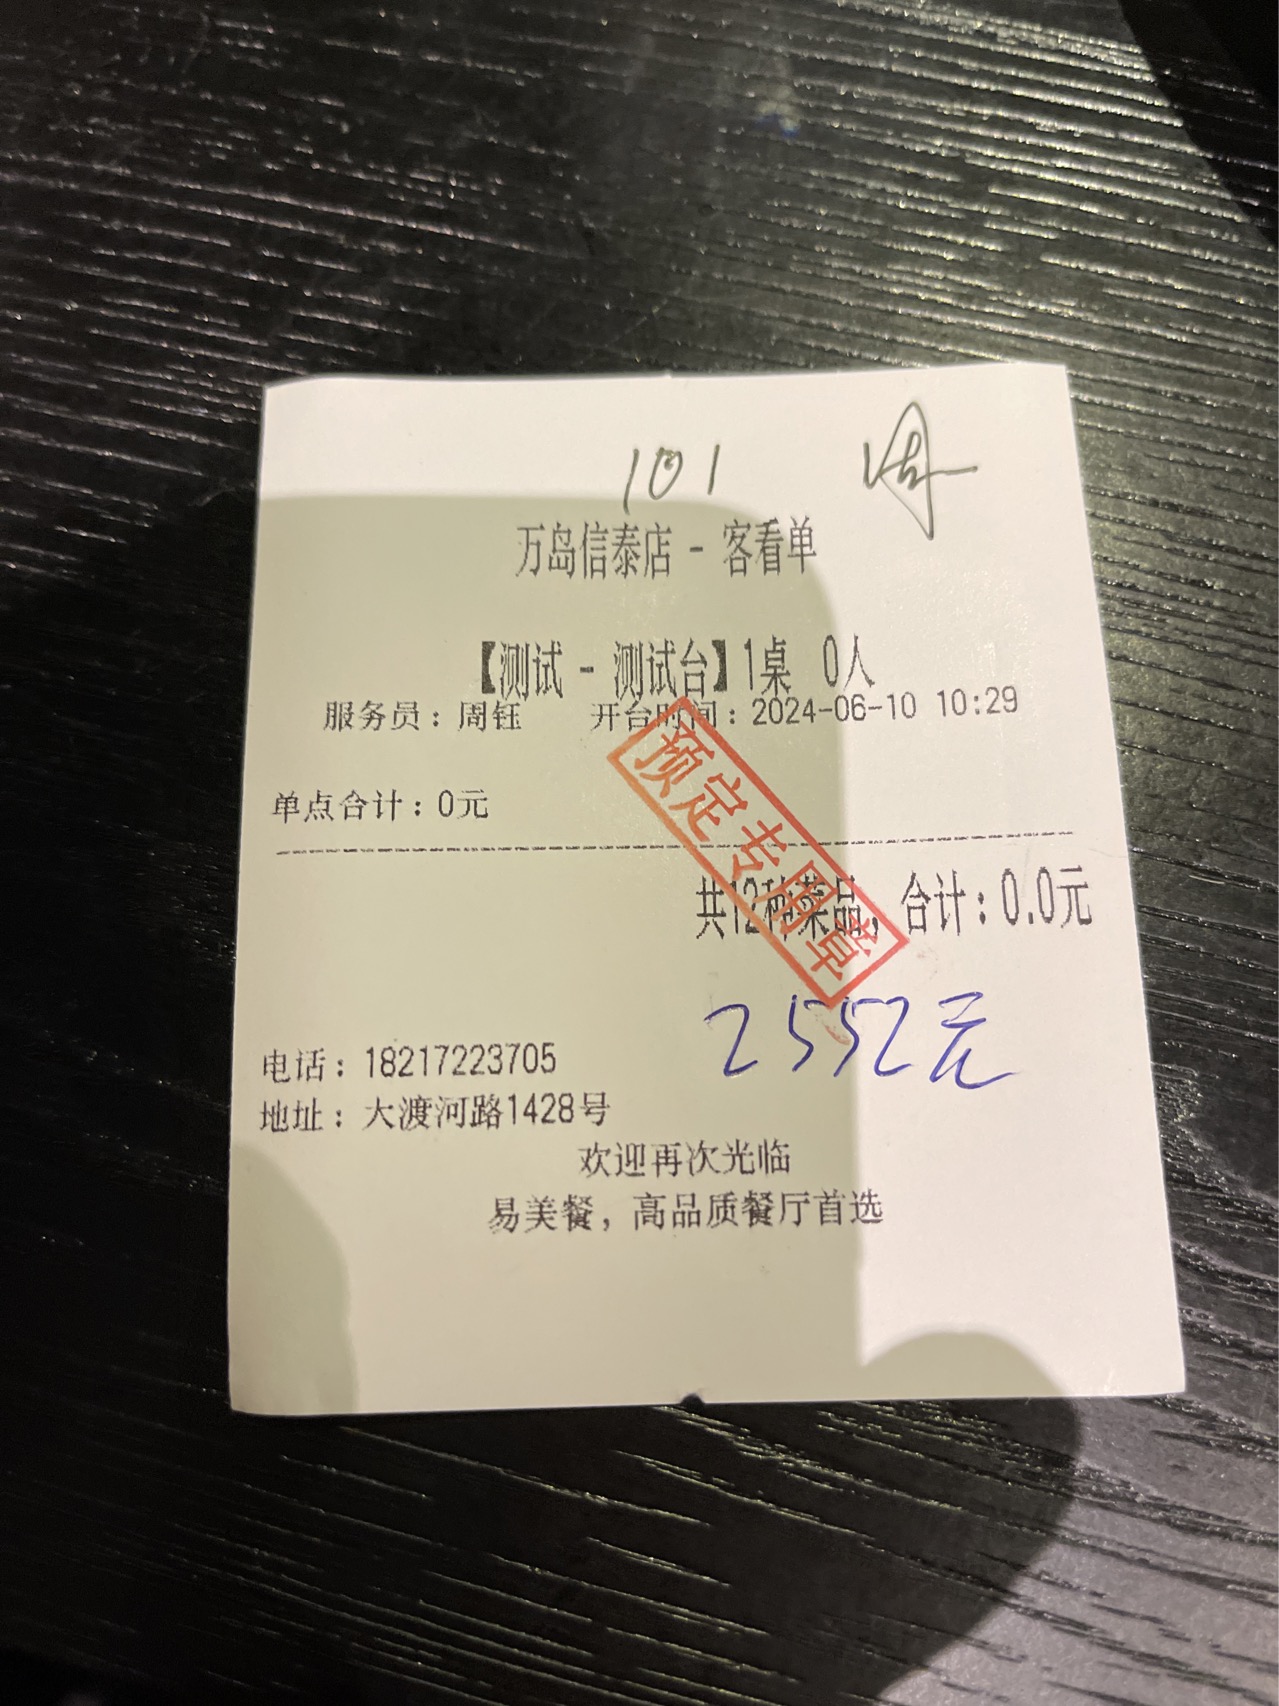 101 周
万岛信泰店 - 客看单
【测试 - 测试台】1桌 0人
服务员：周钰 开台时间：2024-06-10 10:29
预定专用章
单点合计：0元
共12种菜品，合计：0.0元
2552元
电话：18217223705
地址：大渡河路1428号
欢迎再次光临
易美餐，高品质餐厅首选